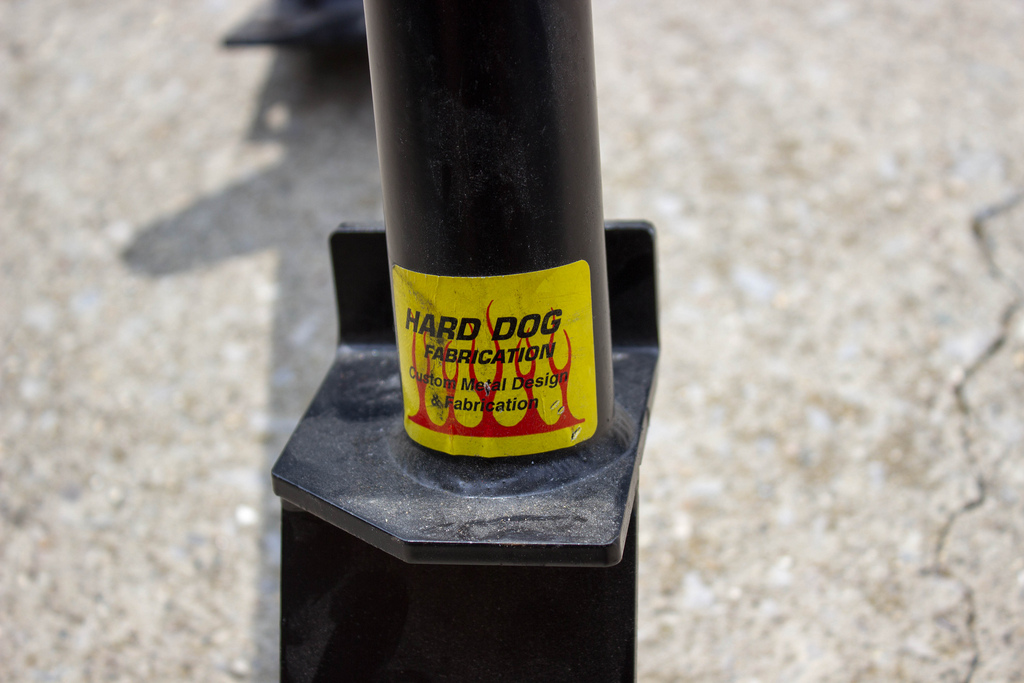 HARD DOG
FABRICATION
Custom Metal Design
& Fabrication